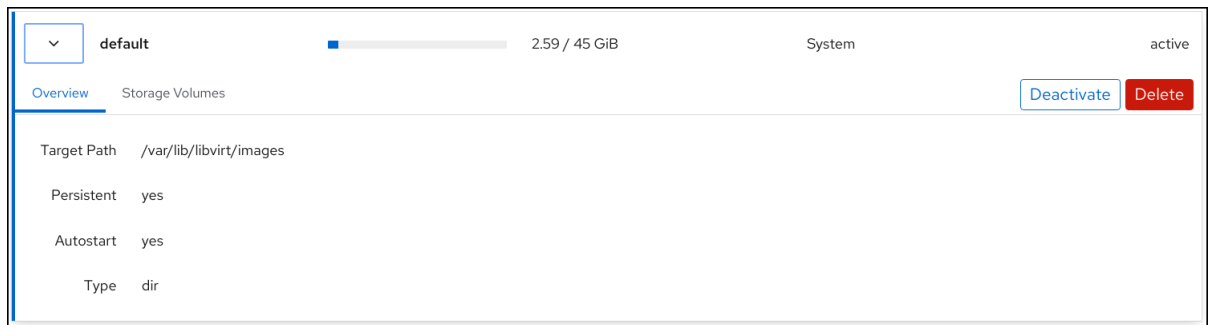 default 2.59 / 45 GiB System active
Overview Storage Volumes Deactivate Delete
Target Path /var/lib/libvirt/images
Persistent yes
Autostart yes
Type dir